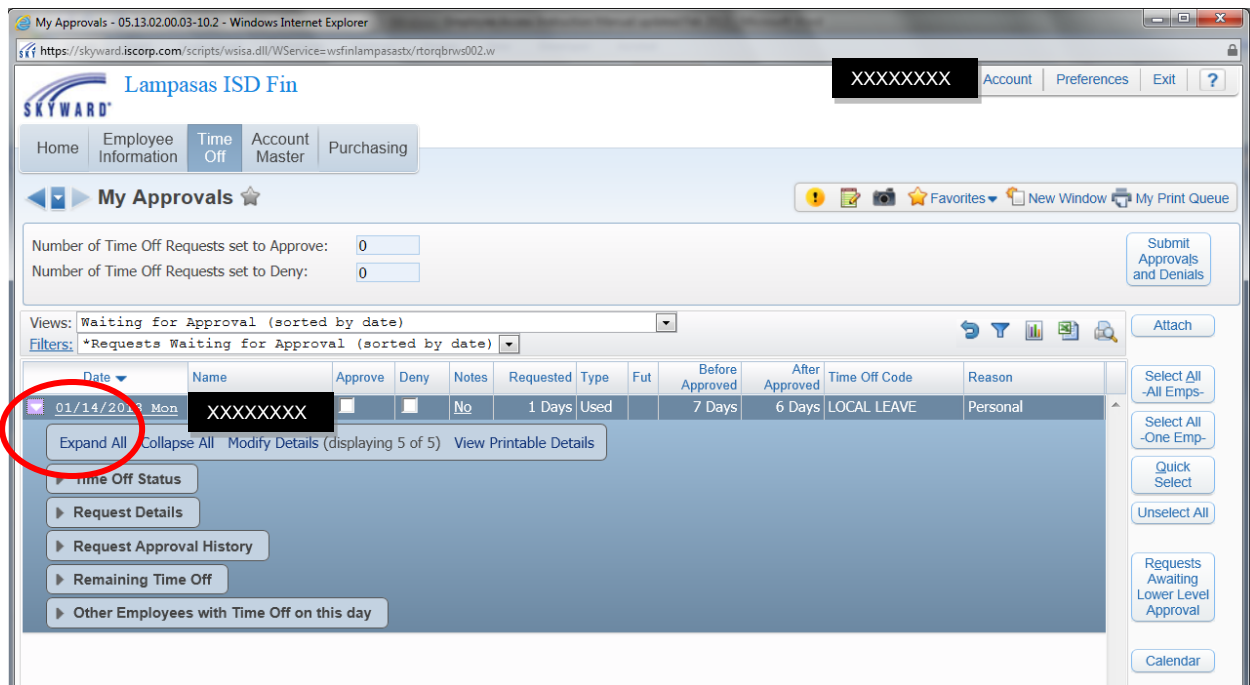 My Approvals - 05.13.02.00.03-10.2 - Windows Internet Explorer
https://skyward.iscorp.com/scripts/wsisa.dll/WService=wsfinlampasastx/rtorqbrws002.w
SKYWARD
Lampasas ISD Fin
XXXXXXXX Account Preferences Exit ?
Home Employee Information Time Off Account Master Purchasing
My Approvals
Favorites New Window My Print Queue
Number of Time Off Requests set to Approve: 0
Number of Time Off Requests set to Deny: 0
Submit Approvals and Denials
Views: Waiting for Approval (sorted by date)
Filters: *Requests Waiting for Approval (sorted by date)
Attach
Date Name Approve Deny Notes Requested Type Fut Before Approved After Approved Time Off Code Reason
01/14/2013 Mon XXXXXXXX No 1 Days Used 7 Days 6 Days LOCAL LEAVE Personal
Expand All Collapse All Modify Details (displaying 5 of 5) View Printable Details
Time Off Status
Request Details
Request Approval History
Remaining Time Off
Other Employees with Time Off on this day
Select All -All Emps-
Select All -One Emp-
Quick Select
Unselect All
Requests Awaiting Lower Level Approval
Calendar